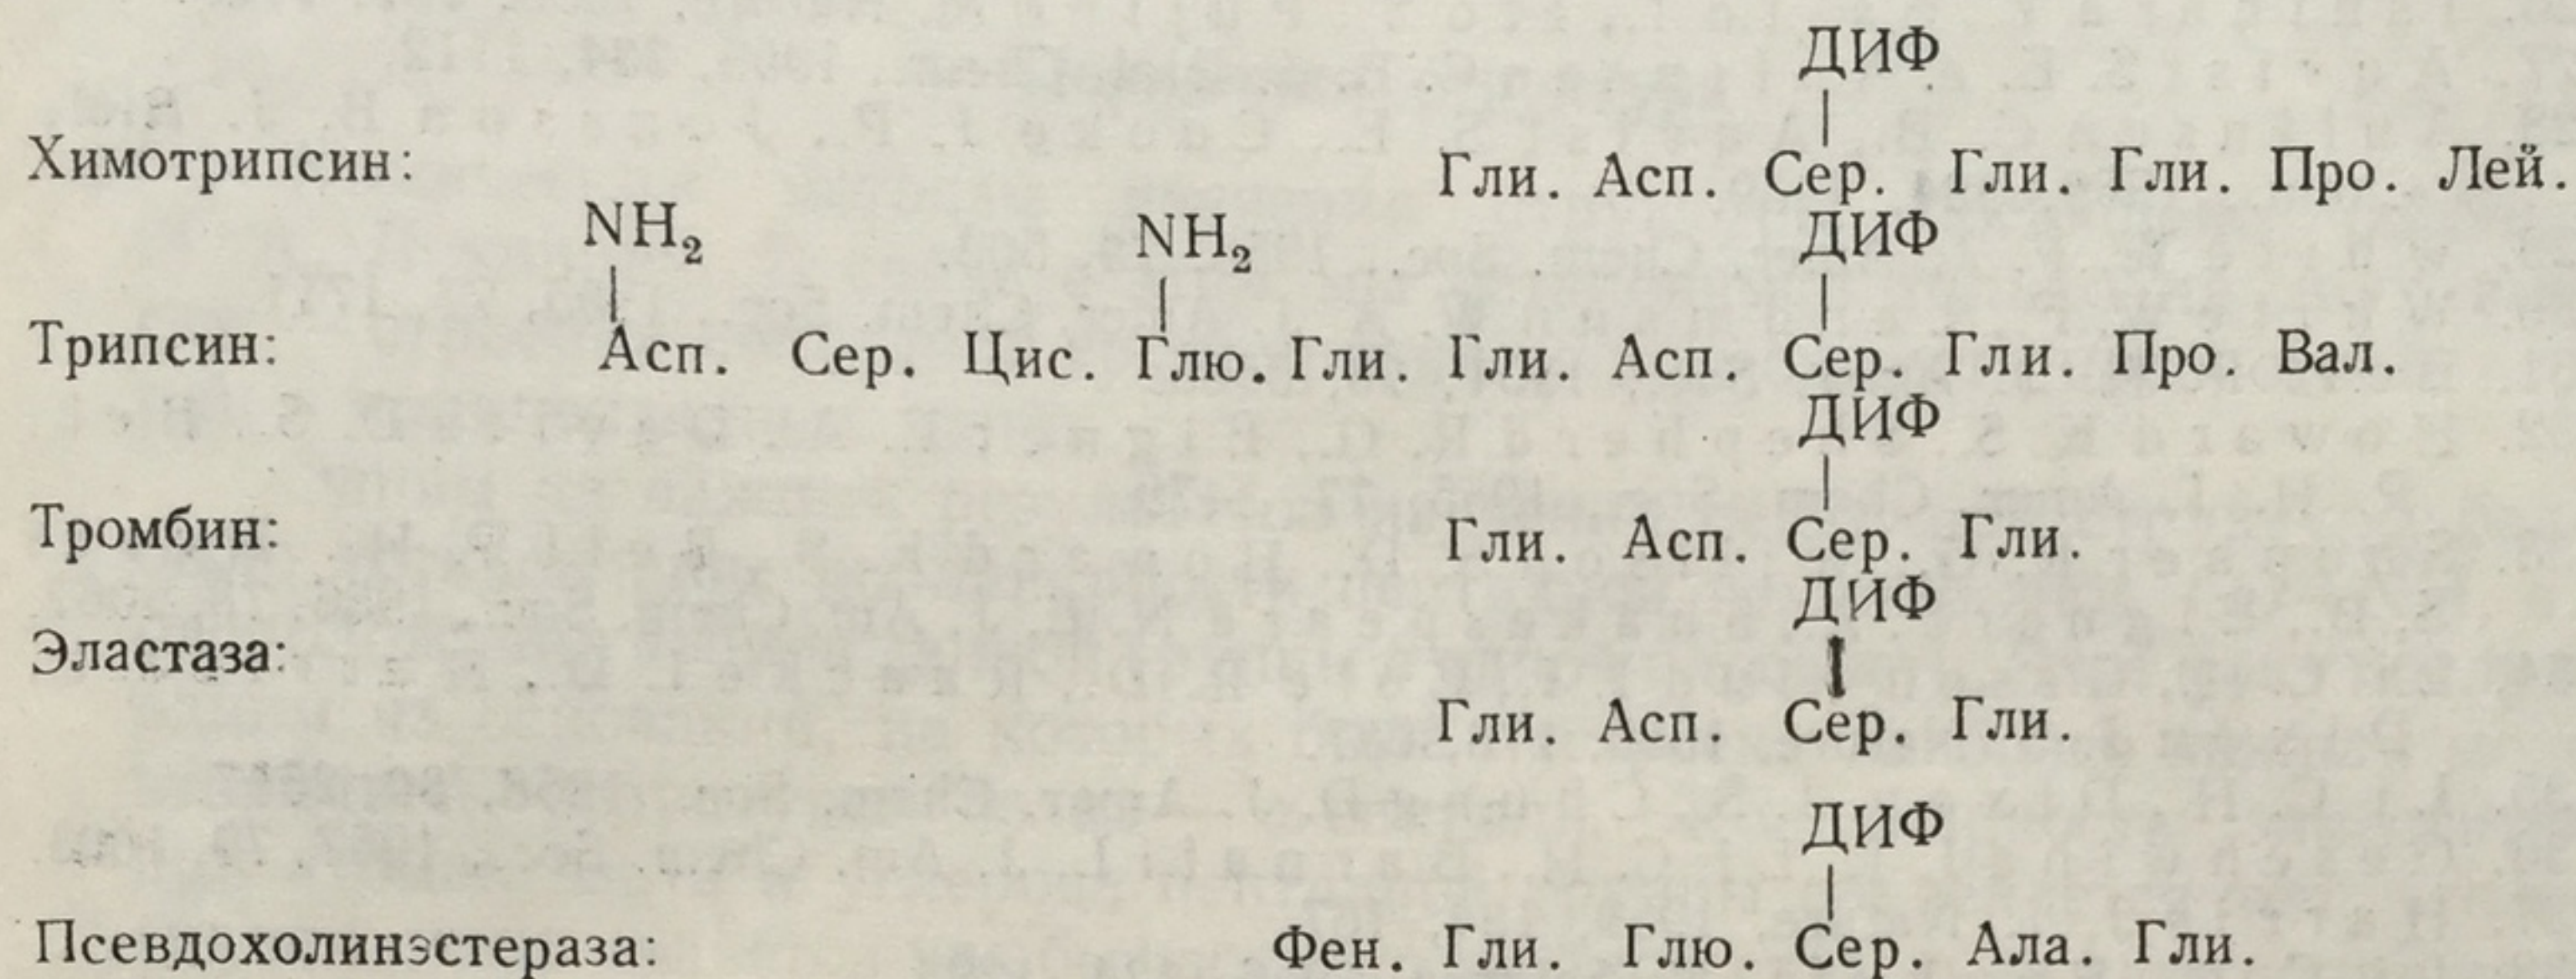 ДИФ
Химотрипсин: Гли. Асп. Сер. Гли. Гли. Про. Лей.
NH₂ NH₂ ДИФ
Трипсин: Асп. Сер. Цис. Глю. Гли. Гли. Асп. Сер. Гли. Про. Вал.
ДИФ
Тромбин: Гли. Асп. Сер. Гли.
ДИФ
Эластаза:
Гли. Асп. Сер. Гли.
ДИФ
Псевдохолинэстераза: Фен. Гли. Глю. Сер. Ала. Гли.